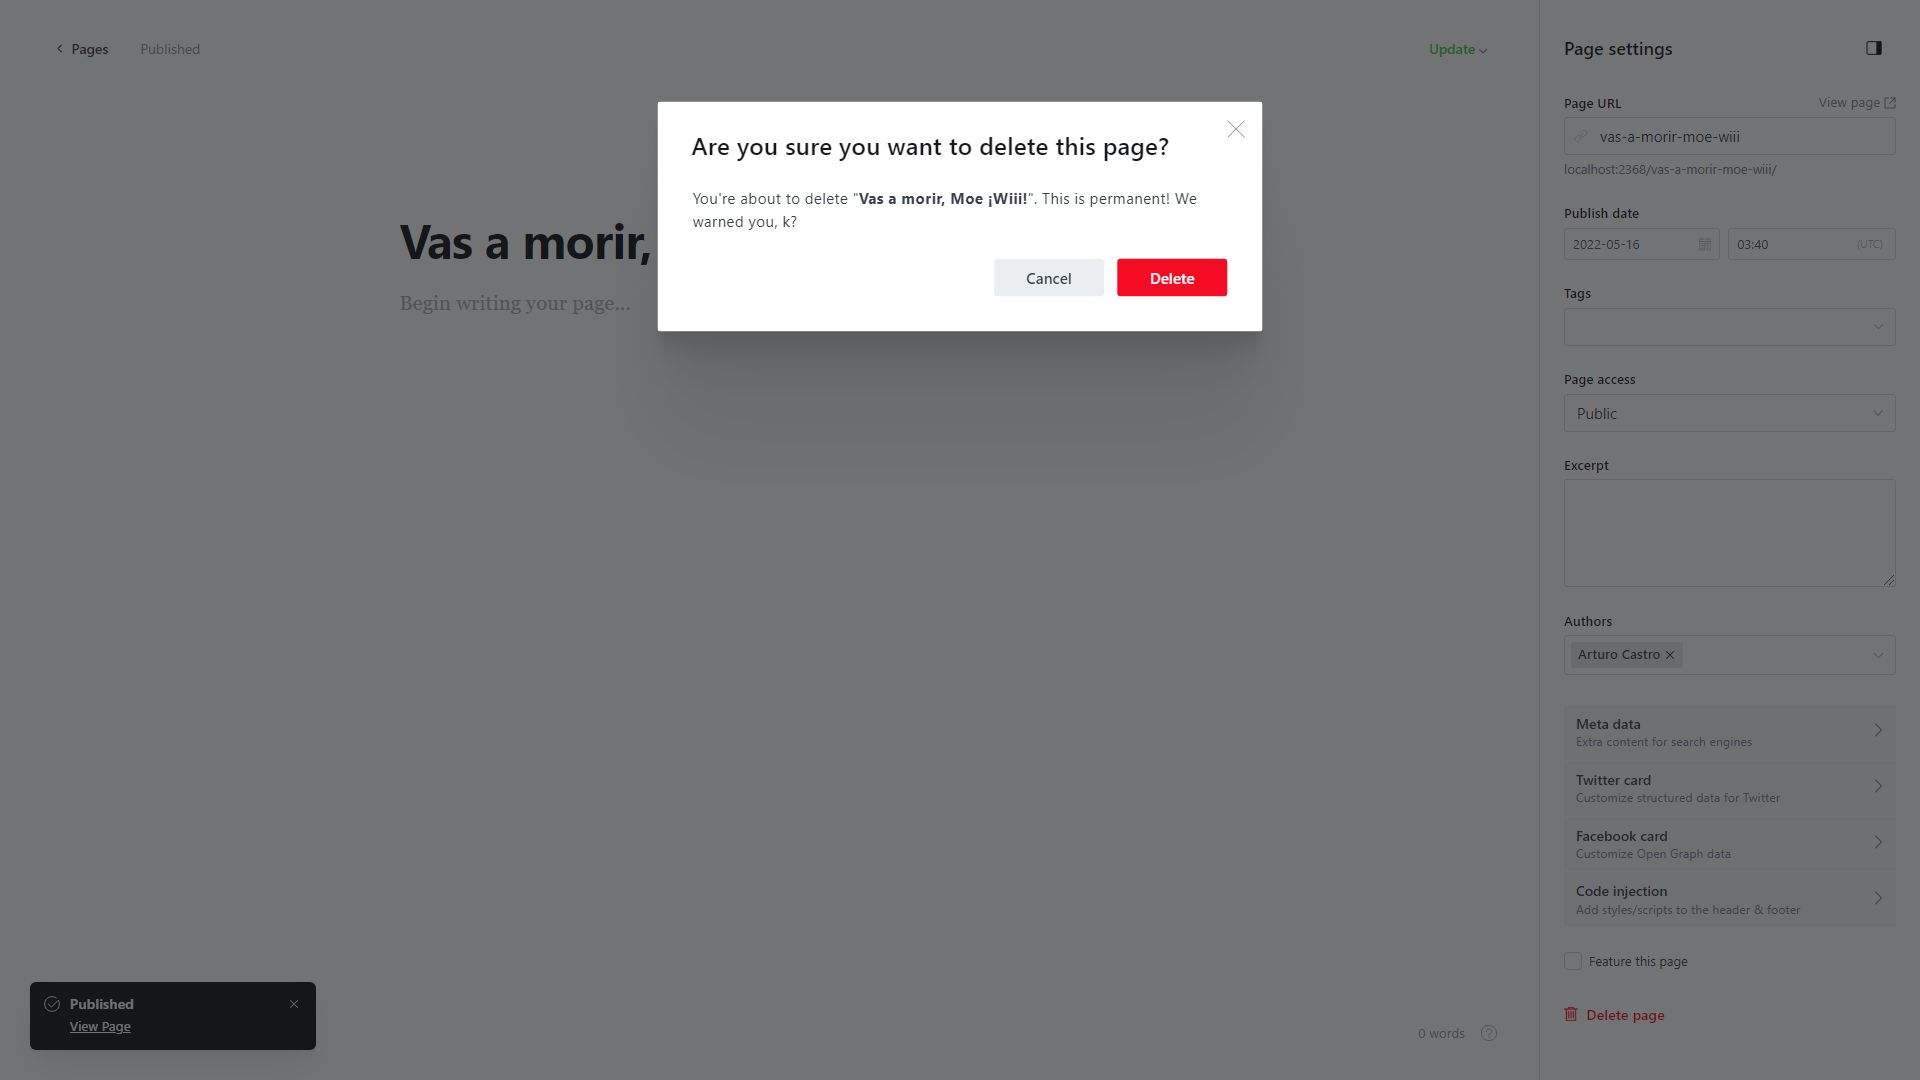 Pages
Published
Update
Page settings
Are you sure you want to delete this page?
You're about to delete "Vas a morir, Moe ¡Wiii!". This is permanent! We
warned you, k?
Cancel
Delete
Vas a morir,
Begin writing your page...
Page URL
View page
vas-a-morir-moe-wiii
localhost:2368/vas-a-morir-moe-wiii/
Publish date
2022-05-16
03:40
(UTC)
Tags
Page access
Public
Excerpt
Authors
Arturo Castro
Meta data
Extra content for search engines
Twitter card
Customize structured data for Twitter
Facebook card
Customize Open Graph data
Code injection
Add styles/scripts to the header & footer
Feature this page
Delete page
Published
View Page
0 words